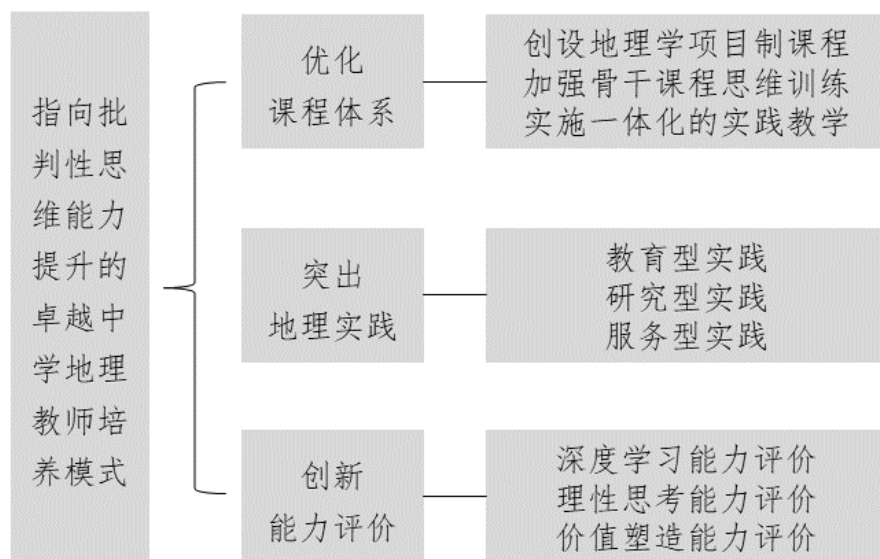 指向批
判性思
维能力
提升的
卓越中
学地理
教师培
养模式
优化
课程体系
创设地理学项目制课程
加强骨干课程思维训练
实施一体化的实践教学
突出
地理实践
教育型实践
研究型实践
服务型实践
创新
能力评价
深度学习能力评价
理性思考能力评价
价值塑造能力评价